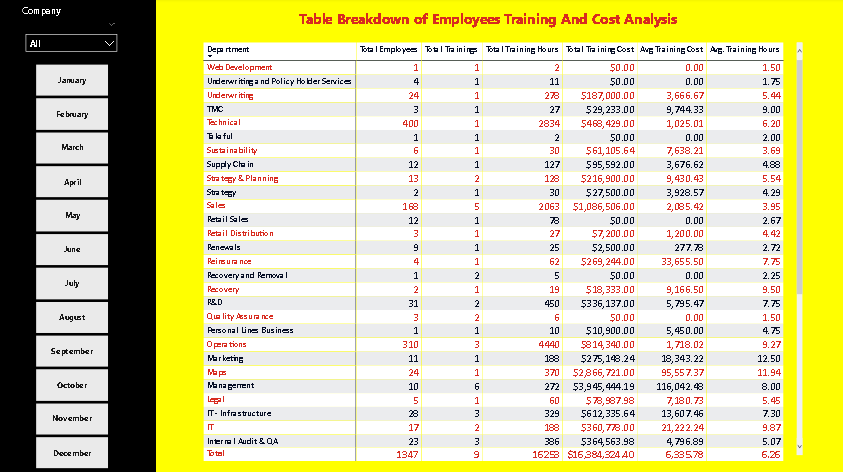 Company
All
January
February
March
April
May
June
July
August
September
October
November
December
Table Breakdown of Employees Training And Cost Analysis
Department Total Employees Total Trainings Total Training Hours Total Training Cost Avg Training Cost Avg. Training Hours
Web Development 1 1 2 $0.00 0.00 1.50
Underwriting and Policy Holder Services 4 1 11 $0.00 0.00 1.75
Underwriting 24 1 278 $187,000.00 3,666.67 5.44
TMC 3 1 27 $29,233.00 9,744.33 9.00
Technical 400 1 2834 $468,429.00 1,025.01 6.20
Takaful 1 1 2 $0.00 0.00 2.00
Sustainability 6 1 30 $61,105.64 7,638.21 3.69
Supply Chain 12 1 127 $95,592.00 3,676.62 4.88
Strategy & Planning 13 2 128 $216,900.00 9,430.43 5.54
Strategy 2 1 30 $27,500.00 3,928.57 4.29
Sales 168 5 2063 $1,086,506.00 2,085.42 3.95
Retail Sales 12 1 78 $0.00 0.00 2.67
Retail Distribution 3 1 27 $7,200.00 1,200.00 4.42
Renewals 9 1 25 $2,500.00 277.78 2.72
Reinsurance 4 1 62 $269,244.00 33,655.50 7.75
Recovery and Removal 1 2 5 $0.00 0.00 2.25
Recovery 2 1 19 $18,333.00 9,166.50 9.50
R&D 31 2 450 $336,137.00 5,795.47 7.75
Quality Assurance 3 2 6 $0.00 0.00 1.50
Personal Lines Business 1 1 10 $10,900.00 5,450.00 4.75
Operations 310 3 4440 $814,340.00 1,718.02 9.27
Marketing 11 1 188 $275,148.24 18,343.22 12.50
Maps 24 1 370 $2,866,721.00 95,557.37 11.94
Management 10 6 272 $3,945,444.19 116,042.48 8.00
Legal 5 1 60 $78,987.98 7,180.73 5.45
IT- Infrastructure 28 3 329 $612,335.64 13,607.46 7.30
IT 17 2 188 $360,778.00 21,222.24 9.87
Internal Audit & QA 23 3 386 $364,563.98 4,796.89 5.07
Total 1347 9 16253 $16,384,324.40 6,335.78 6.26